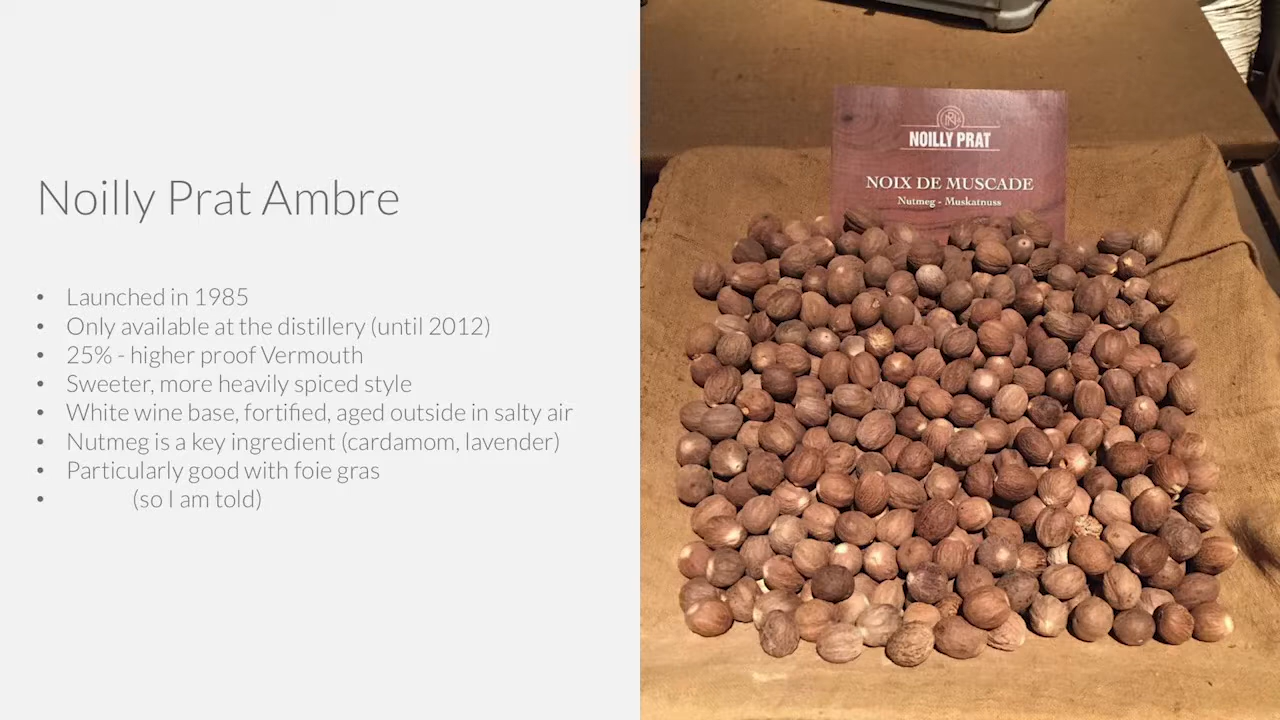 Noilly Prat Ambre
• Launched in 1985
• Only available at the distillery (until 2012)
• 25% - higher proof Vermouth
• Sweeter, more heavily spiced style
• White wine base, fortified, aged outside in salty air
• Nutmeg is a key ingredient (cardamom, lavender)
• Particularly good with foie gras
• (so I am told)
NOILLY PRAT
NOIX DE MUSCADE
Nutmeg - Muskatnuss